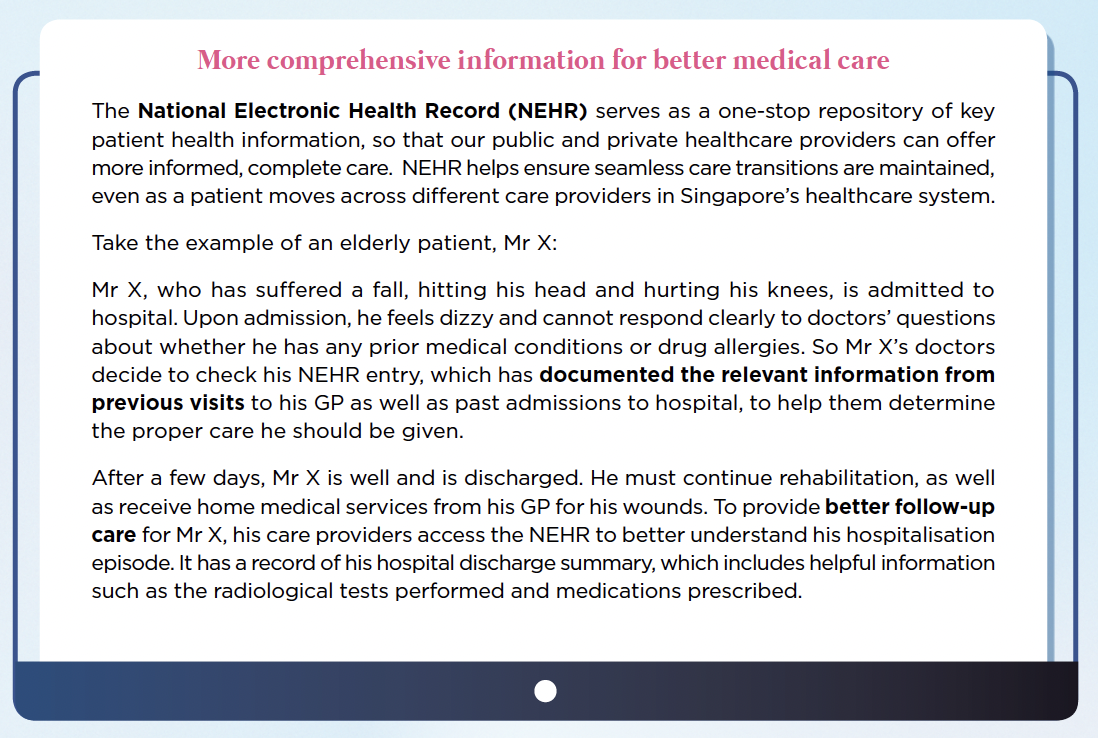 More comprehensive information for better medical care
The National Electronic Health Record (NEHR) serves as a one-stop repository of key
patient health information, so that our public and private healthcare providers can offer
more informed, complete care.  NEHR helps ensure seamless care transitions are maintained,
even as a patient moves across different care providers in Singapore’s healthcare system.
Take the example of an elderly patient, Mr X:
Mr X, who has suffered a fall, hitting his head and hurting his knees, is admitted to
hospital. Upon admission, he feels dizzy and cannot respond clearly to doctors’ questions
about whether he has any prior medical conditions or drug allergies. So Mr X’s doctors
decide to check his NEHR entry, which has documented the relevant information from
previous visits to his GP as well as past admissions to hospital, to help them determine
the proper care he should be given.
After a few days, Mr X is well and is discharged. He must continue rehabilitation, as well
as receive home medical services from his GP for his wounds. To provide better follow-up
care for Mr X, his care providers access the NEHR to better understand his hospitalisation
episode. It has a record of his hospital discharge summary, which includes helpful information
such as the radiological tests performed and medications prescribed.